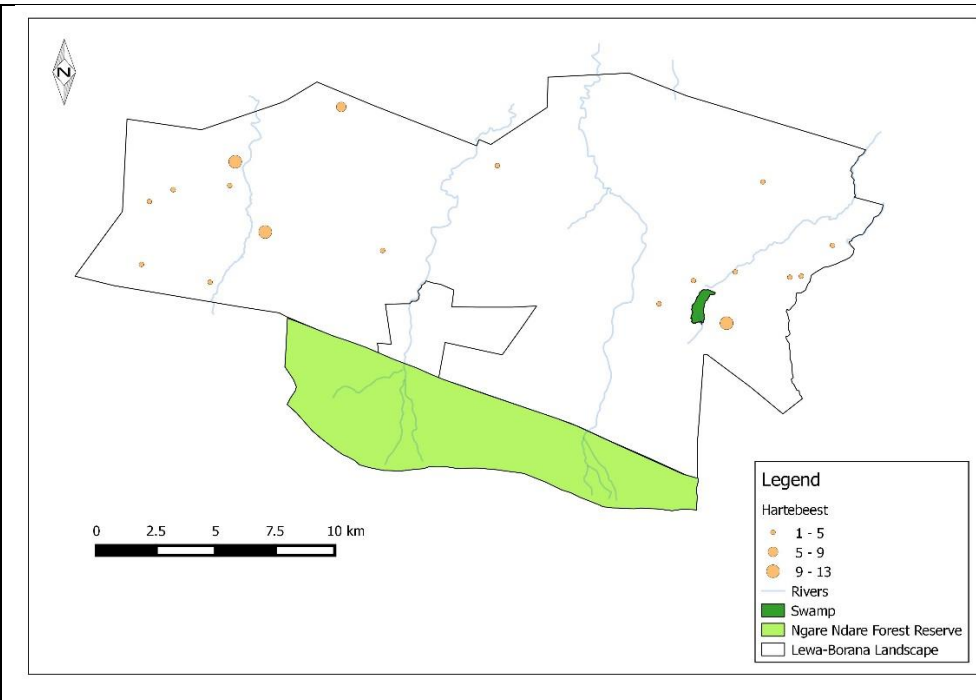 N
0 2.5 5 7.5 10 km
Legend
Hartebeest
1 - 5
5 - 9
9 - 13
Rivers
Swamp
Ngare Ndare Forest Reserve
Lewa-Borana Landscape